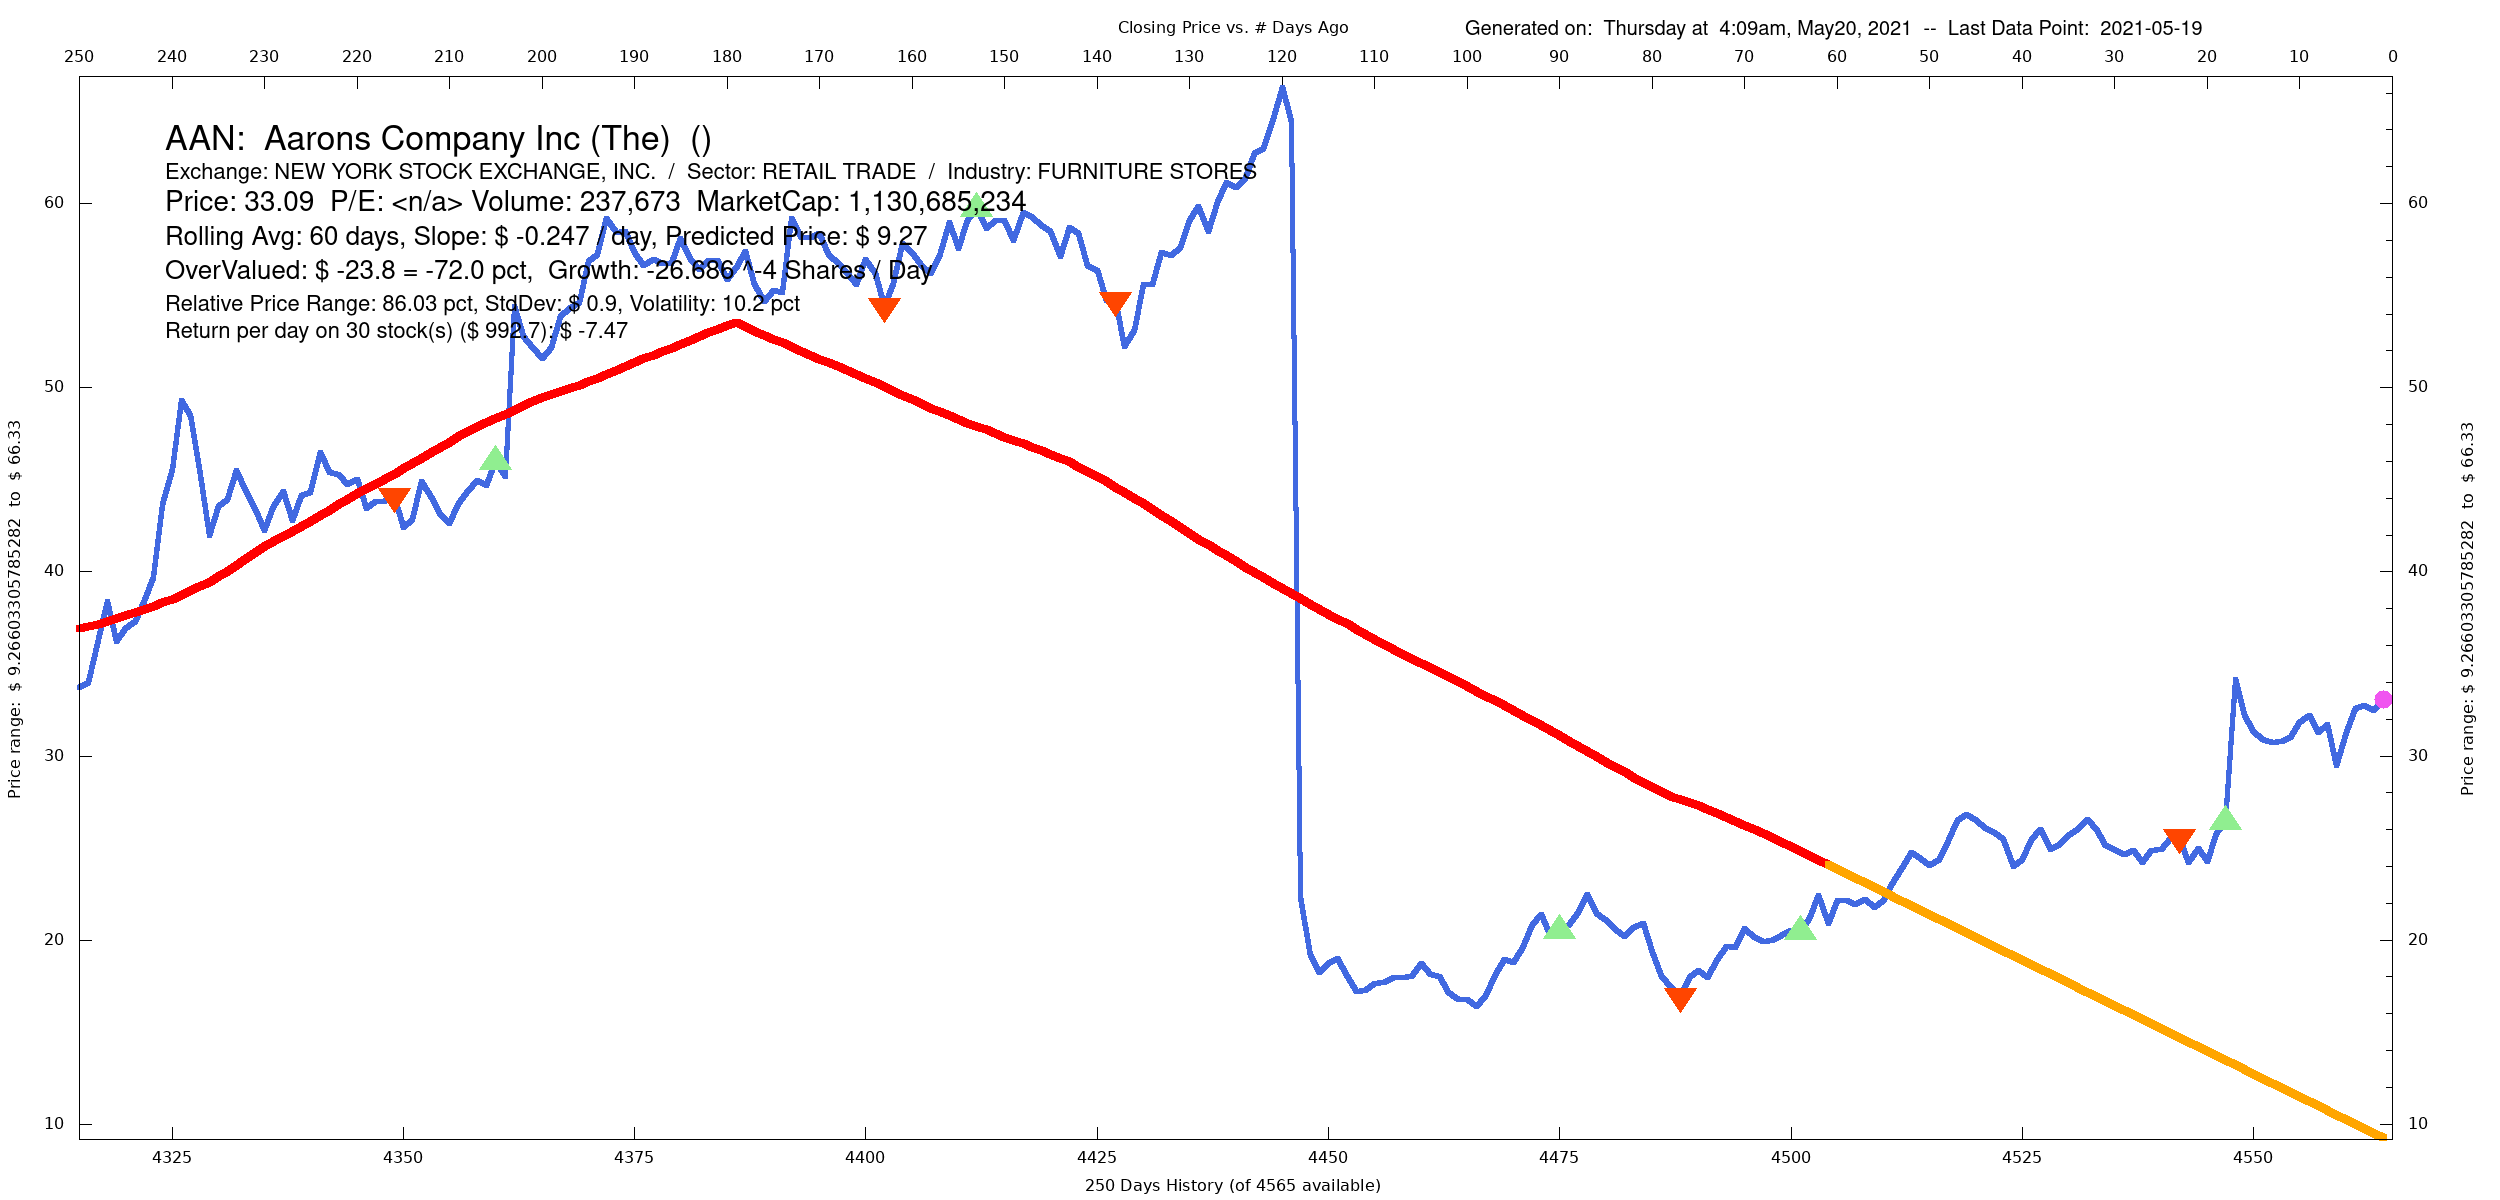 Closing Price vs. # Days Ago
Generated on:  Thursday at  4:09am, May20, 2021  --  Last Data Point:  2021-05-19
250 240 230 220 210 200 190 180 170 160 150 140 130 120 110 100 90 80 70 60 50 40 30 20 10 0
AAN:  Aarons Company Inc (The)  ()
Exchange: NEW YORK STOCK EXCHANGE, INC.  /  Sector: RETAIL TRADE  /  Industry: FURNITURE STORES
Price: 33.09  P/E: <n/a> Volume: 237,673  MarketCap: 1,130,685,234
Rolling Avg: 60 days, Slope: $ -0.247 / day, Predicted Price: $ 9.27
OverValued: $ -23.8 = -72.0 pct,  Growth: -26.686 ^-4 Shares / Day
Relative Price Range: 86.03 pct, StdDev: $ 0.9, Volatility: 10.2 pct
Return per day on 30 stock(s) ($ 992.7): $ -7.47
60 60
50 50
40 40
30 30
20 20
10 10
Price range:  $  9.26603305785282  to  $ 66.33
Price range: $ 9.26603305785282  to  $ 66.33
4325 4350 4375 4400 4425 4450 4475 4500 4525 4550
250 Days History (of 4565 available)